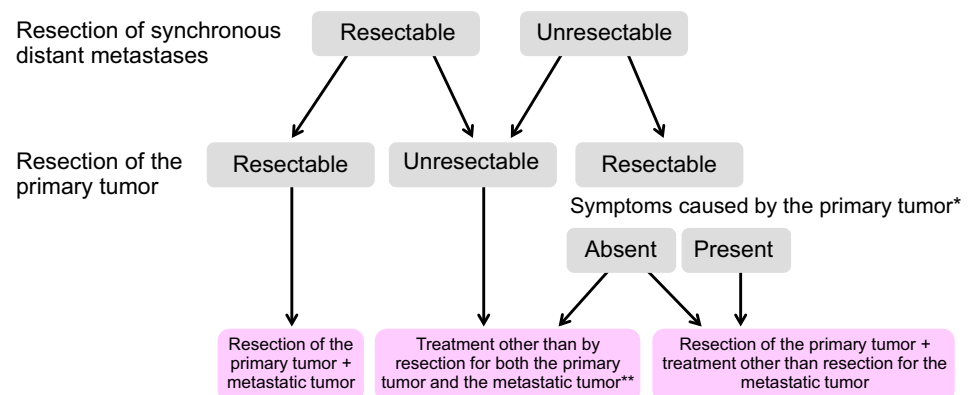 Resection of synchronous
distant metastases
Resectable
Unresectable
Resection of the
primary tumor
Resectable
Unresectable
Resectable
Symptoms caused by the primary tumor*
Absent
Present
Resection of the
primary tumor +
metastatic tumor
Treatment other than by
resection for both the primary
tumor and the metastatic tumor**
Resection of the primary tumor +
treatment other than resection for the
metastatic tumor